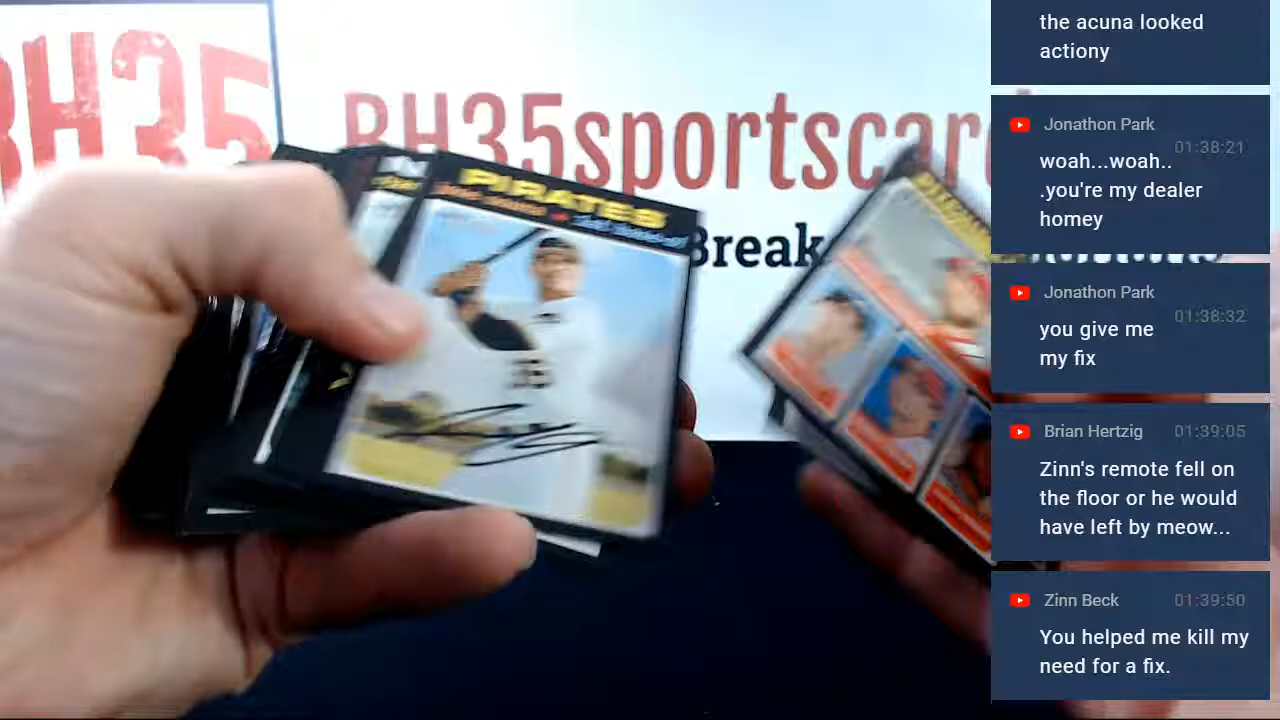 BH35
BH35sportscar
Break
PIRATES
the acuna looked
actiony
Jonathon Park
01:38:21
woah...woah..
.you're my dealer
homey
Jonathon Park
01:38:32
you give me
my fix
Brian Hertzig
01:39:05
Zinn's remote fell on
the floor or he would
have left by meow...
Zinn Beck
01:39:50
You helped me kill my
need for a fix.